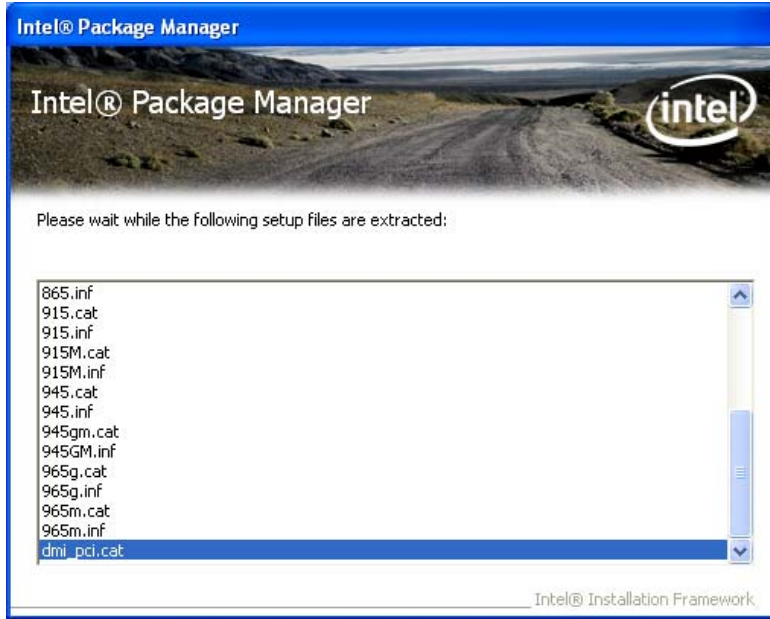 Intel® Package Manager
Intel® Package Manager
intel
Please wait while the following setup files are extracted:
865.inf
915.cat
915.inf
915M.cat
915M.inf
945.cat
945.inf
945gm.cat
945GM.inf
965g.cat
965g.inf
965m.cat
965m.inf
dmi_pci.cat
Intel® Installation Framework